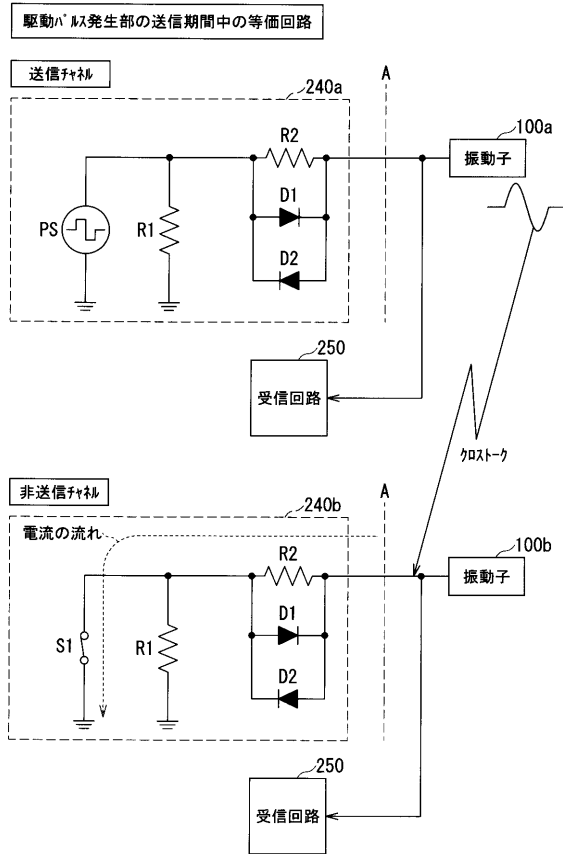 駆動ﾊﾟﾙｽ発生部の送信期間中の等価回路
送信ﾁｬﾈﾙ
A
240a
100a
R2
振動子
D1
PS
R1
D2
250
受信回路
ｸﾛｽﾄｰｸ
非送信ﾁｬﾈﾙ
A
240b
電流の流れ
100b
R2
振動子
D1
S1
R1
D2
250
受信回路